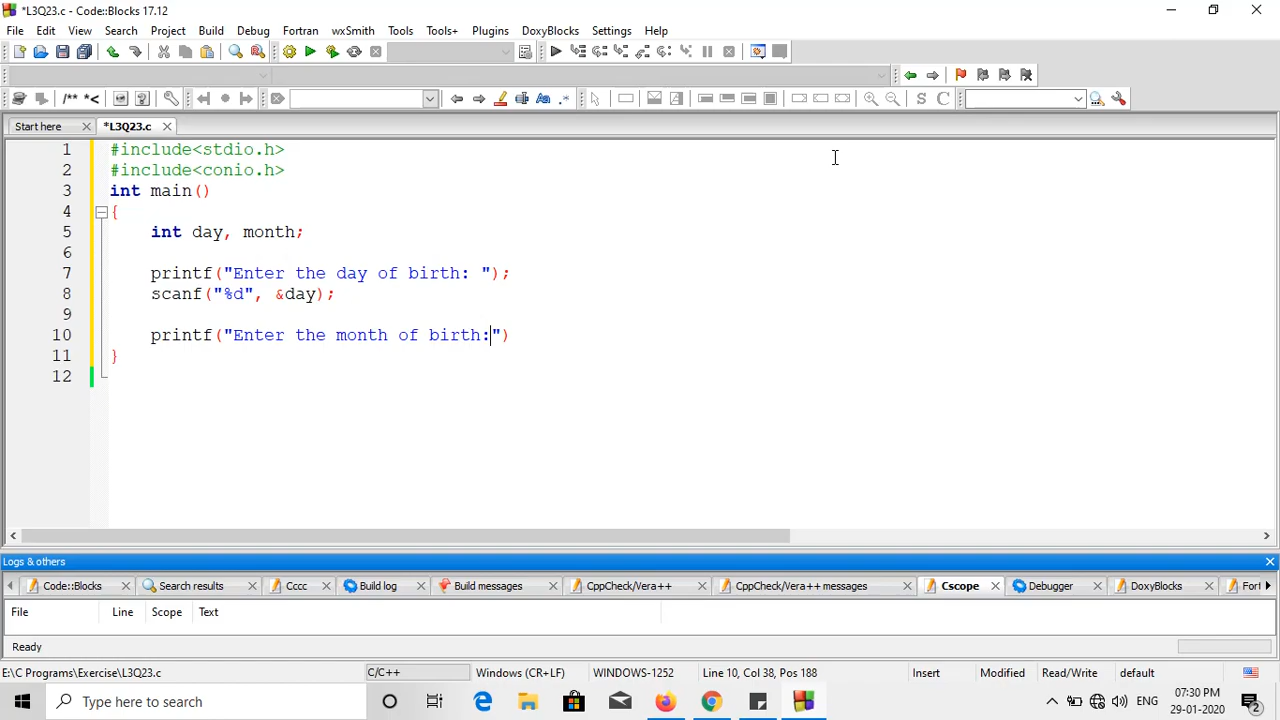 *L3Q23.c - Code::Blocks 17.12
File Edit View Search Project Build Debug Fortran wxSmith Tools Tools+ Plugins DoxyBlocks Settings Help
/** *<
S C
Start here *L3Q23.c
1 #include<stdio.h>
2 #include<conio.h>
3 int main()
4 {
5 int day, month;
6
7 printf("Enter the day of birth: ");
8 scanf("%d", &day);
9
10 printf("Enter the month of birth:")
11 }
12
Logs & others
Code::Blocks Search results Cccc Build log Build messages CppCheck/Vera++ CppCheck/Vera++ messages Cscope Debugger DoxyBlocks Fort
File Line Scope Text
Ready
E:\C Programs\Exercise\L3Q23.c C/C++ Windows (CR+LF) WINDOWS-1252 Line 10, Col 38, Pos 188 Insert Modified Read/Write default
Type here to search ENG 07:30 PM
29-01-2020 2